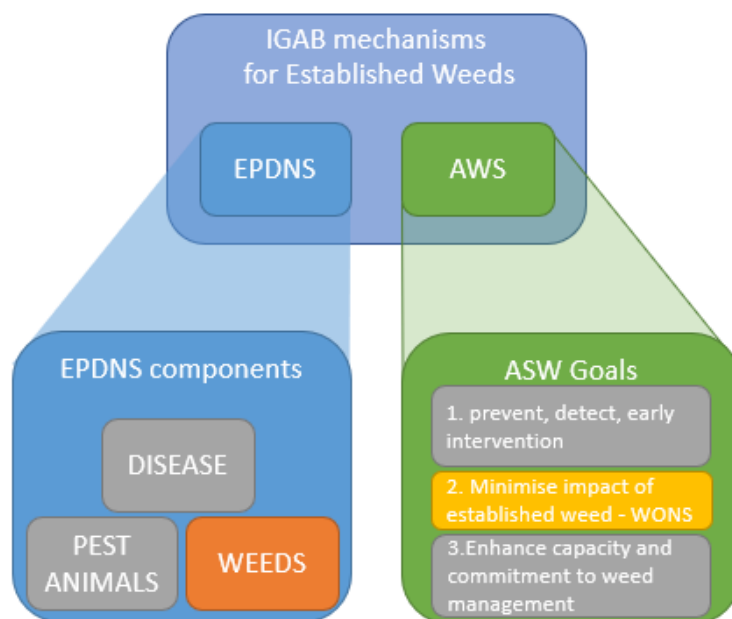 IGAB mechanisms
for Established Weeds
EPDNS
AWS
EPDNS components
DISEASE
PEST
ANIMALS
WEEDS
ASW Goals
1. prevent, detect, early
intervention
2. Minimise impact of
established weed - WONS
3.Enhance capacity and
commitment to weed
management